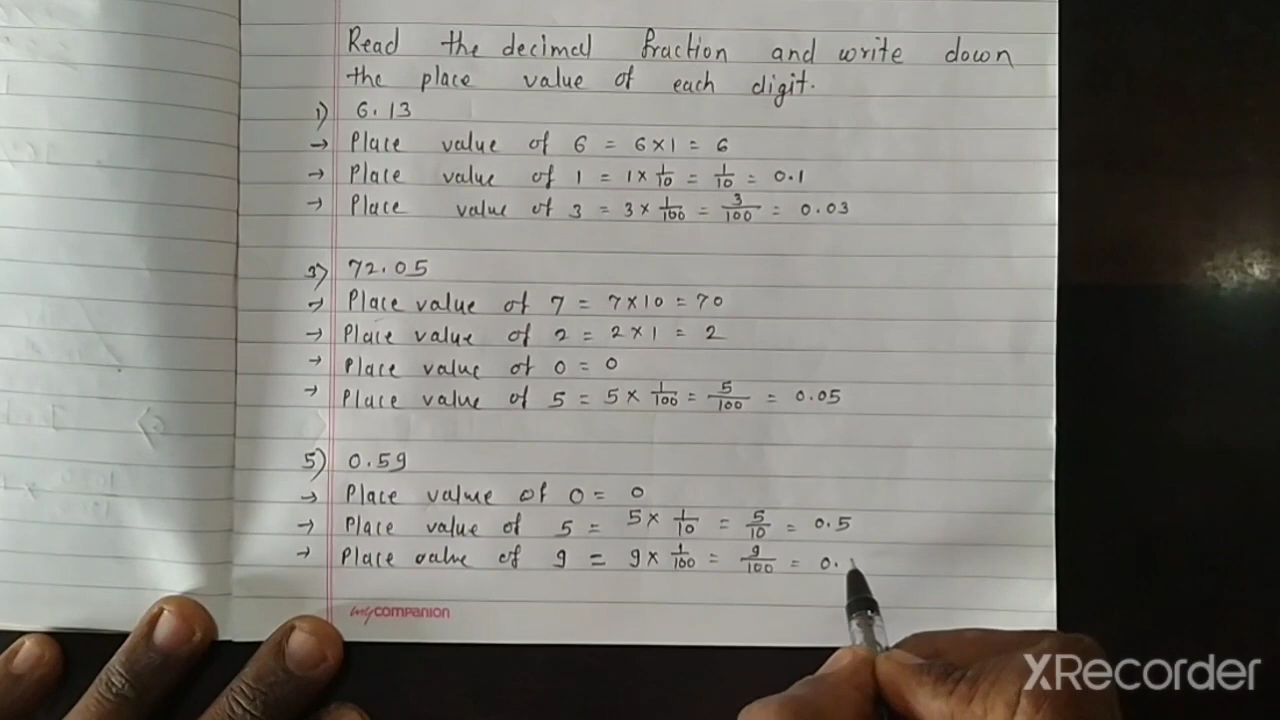 Read the decimal fraction and write down
the place value of each digit.
1) 6.13
→ Place value of 6 = 6×1 = 6
→ Place value of 1 = 1× 1/10 = 1/10 = 0.1
→ Place value of 3 = 3× 1/100 = 3/100 = 0.03
3) 72.05
→ Place value of 7 = 7×10 = 70
→ Place value of 2 = 2×1 = 2
→ Place value of 0 = 0
→ Place value of 5 = 5× 1/100 = 5/100 = 0.05
5) 0.59
→ Place value of 0 = 0
→ Place value of 5 = 5× 1/10 = 5/10 = 0.5
→ Place value of 9 = 9× 1/100 = 9/100 = 0.
mycompanion
XRecorder